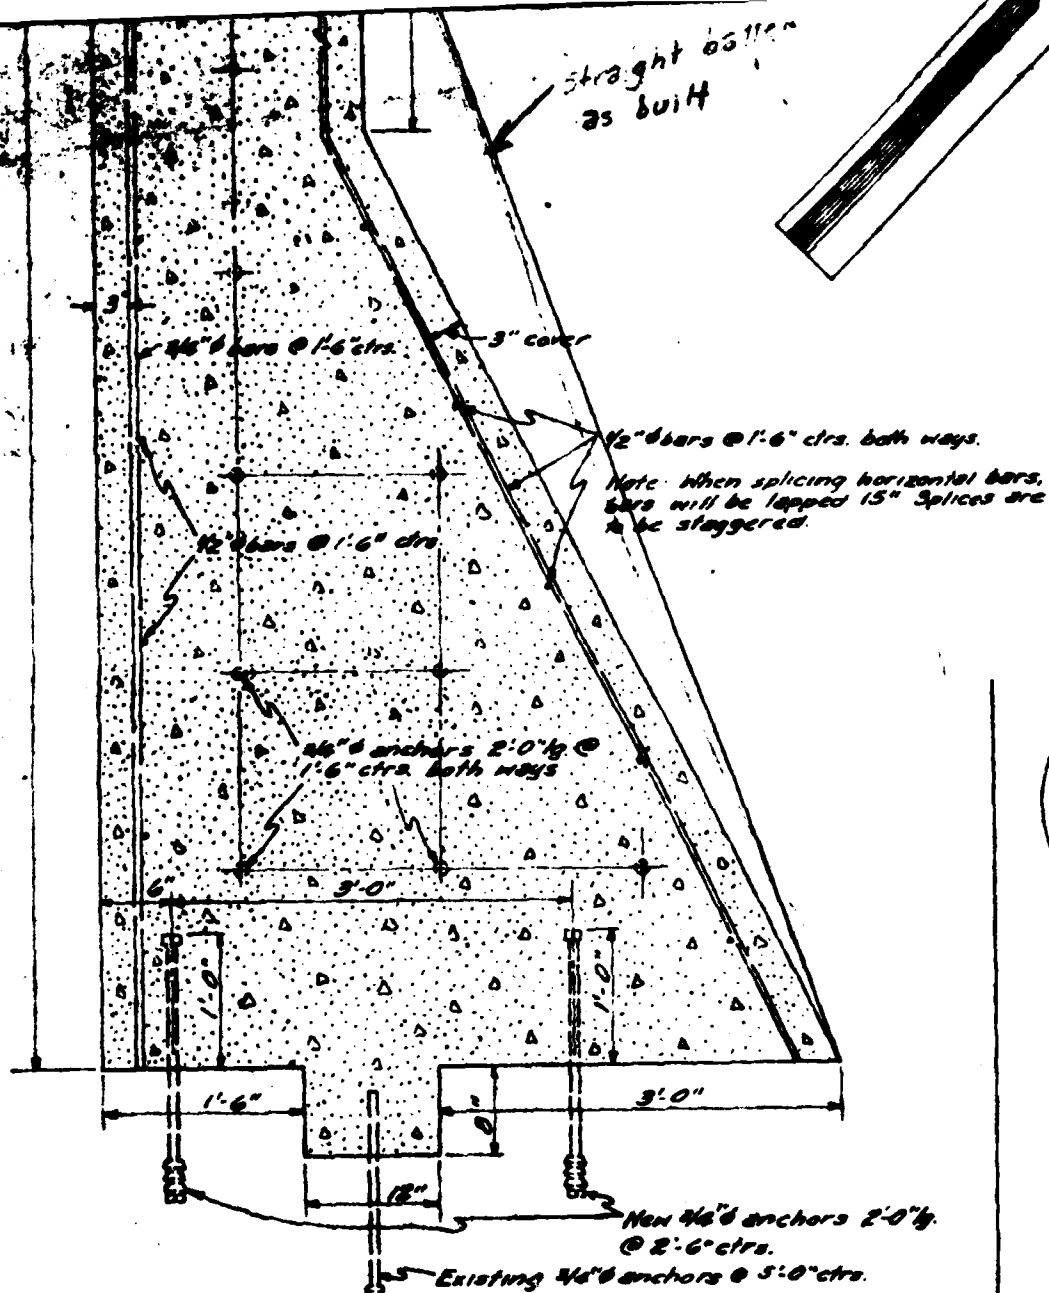 straight batter
as built
3"
3/4"ø bars @ 1'-6" ctrs.
3" cover
1/2"ø bars @ 1'-6" ctrs. both ways.
Note: When splicing horizontal bars,
bars will be lapped 15" Splices are
to be staggered.
1/2"ø bars @ 1'-6" ctrs
3/4"ø anchors 2'-0"lg @
1'-6" ctrs. both ways
6"
3'-0"
1'-0"
1'-0"
1'-6"
8"
3'-0"
12"
New 3/4"ø anchors 2'-0"lg.
@ 2'-6" ctrs.
Existing 3/4"ø anchors @ 5'-0" ctrs.